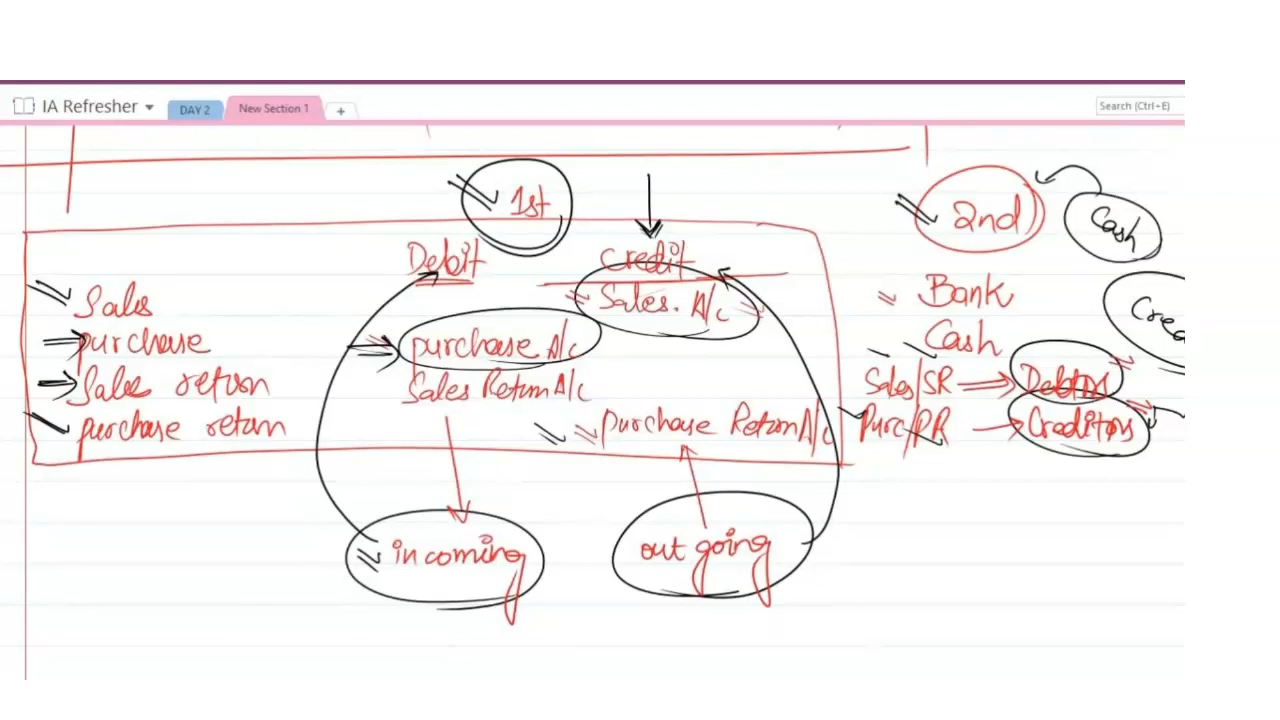 IA Refresher
DAY 2
New Section 1
+
Search (Ctrl+E)
1st
2nd
Cash
Debit
Credit
Sales
Sales. A/c
Bank
purchase
purchase A/c
Cash
Sales return
Sales Return A/c
Sales/SR
Debtors
purchase return
Purchase Return A/c
Purc/PR
Creditors
incoming
out going